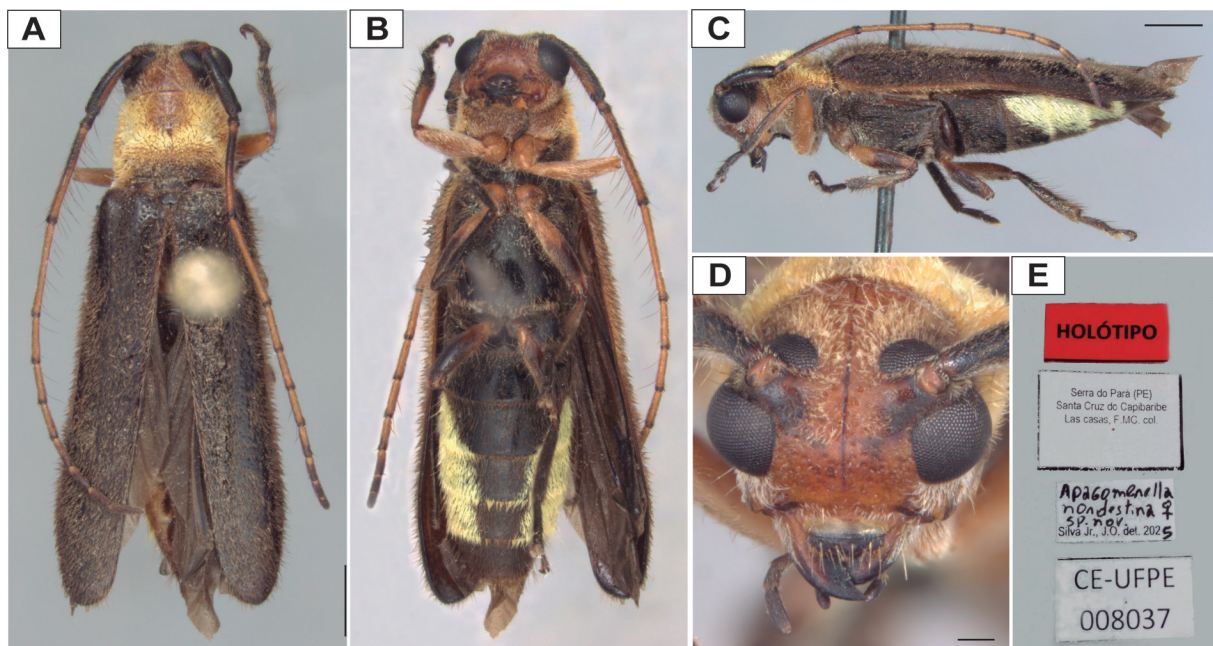 A
B
C
D
E
HOLÓTIPO
Serra do Pará (PE)
Santa Cruz do Capibaribe
Las casas, F.MC. col.
Apagomerella
nordestina ♀
sp. nov.
Silva Jr., J.O. det. 2025
CE-UFPE
008037